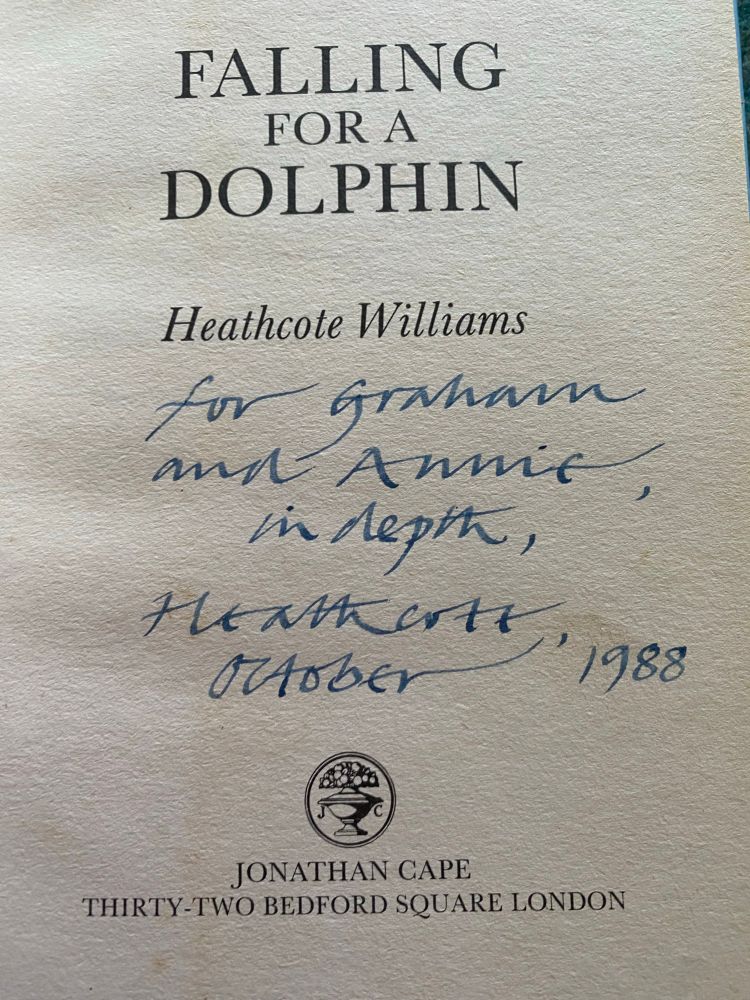 FALLING
FOR A
DOLPHIN
Heathcote Williams
for Graham
and Annie,
in depth,
Heathcote,
October 1988
J C
JONATHAN CAPE
THIRTY-TWO BEDFORD SQUARE LONDON